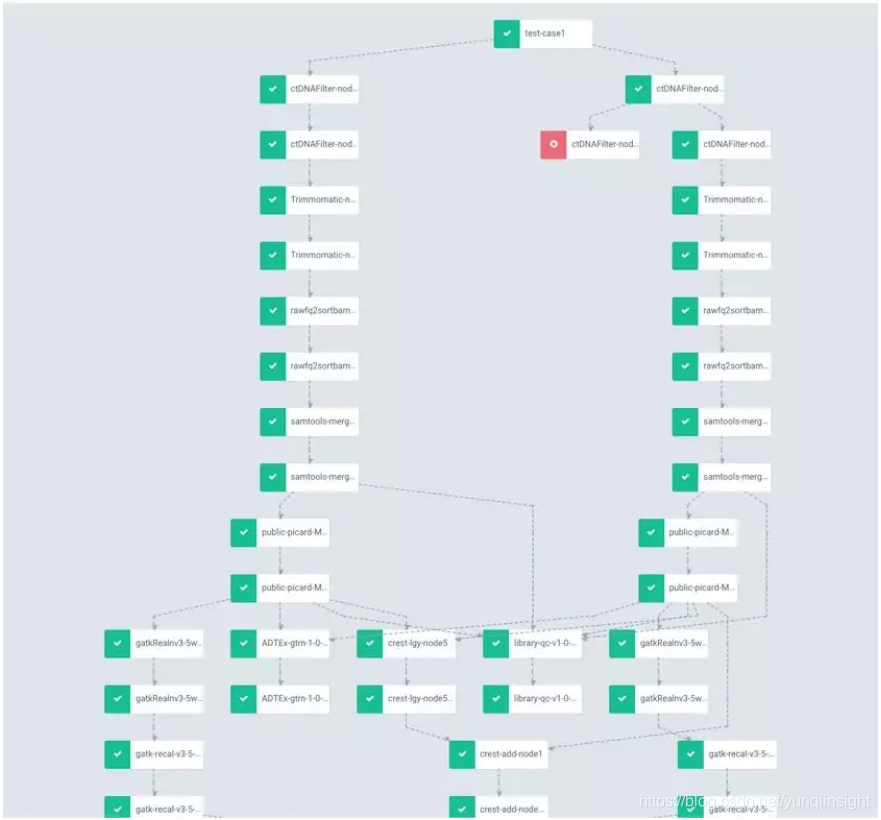 test-case1
ctDNAFilter-nod...
ctDNAFilter-nod...
ctDNAFilter-nod...
ctDNAFilter-nod...
ctDNAFilter-nod...
Trimmomatic-n...
Trimmomatic-n...
Trimmomatic-n...
Trimmomatic-n...
rawfq2sortbam...
rawfq2sortbam...
rawfq2sortbam...
rawfq2sortbam...
samtools-merg...
samtools-merg...
samtools-merg...
samtools-merg...
public-picard-M...
public-picard-M...
public-picard-M...
public-picard-M...
gatkRealnv3-5w...
ADTEx-gtrn-1-0-...
crest-lgy-node5
library-qc-v1-0-...
gatkRealnv3-5w...
gatkRealnv3-5w...
ADTEx-gtrn-1-0-...
crest-lgy-node5...
library-qc-v1-0-...
gatkRealnv3-5w...
gatk-recal-v3-5-...
crest-add-node1
gatk-recal-v3-5-...
gatk-recal-v3-5-...
crest-add-node...
gatk-recal-v3-5-...
https://blog.csdn.net/yunqiinsight